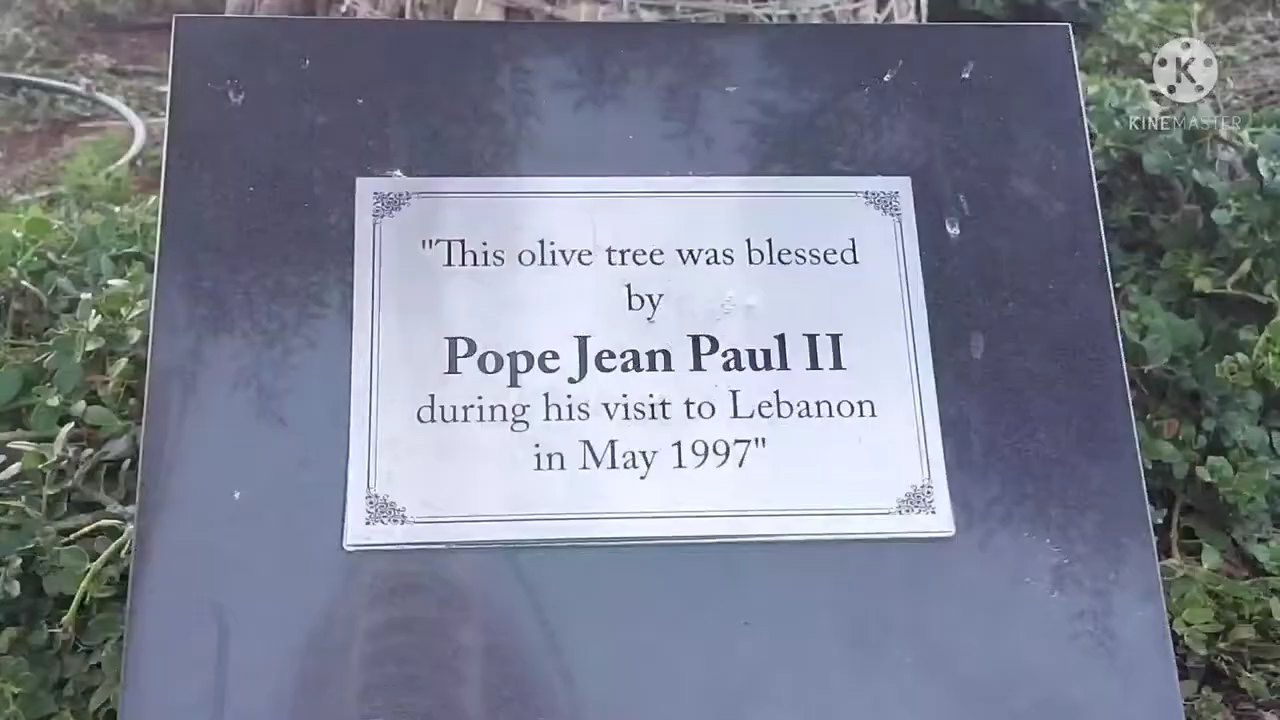 "This olive tree was blessed
by
Pope Jean Paul II
during his visit to Lebanon
in May 1997"
K
KINEMASTER